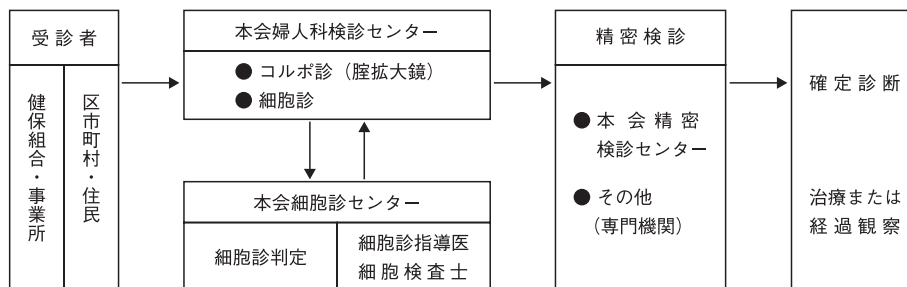 受診者
健保組合・事業所
区市町村・住民
本会婦人科検診センター
● コルポ診（腟拡大鏡）
● 細胞診
本会細胞診センター
細胞診判定
細胞診指導医
細胞検査士
精密検診
● 本会精密
検診センター
● その他
（専門機関）
確定診断
治療または
経過観察